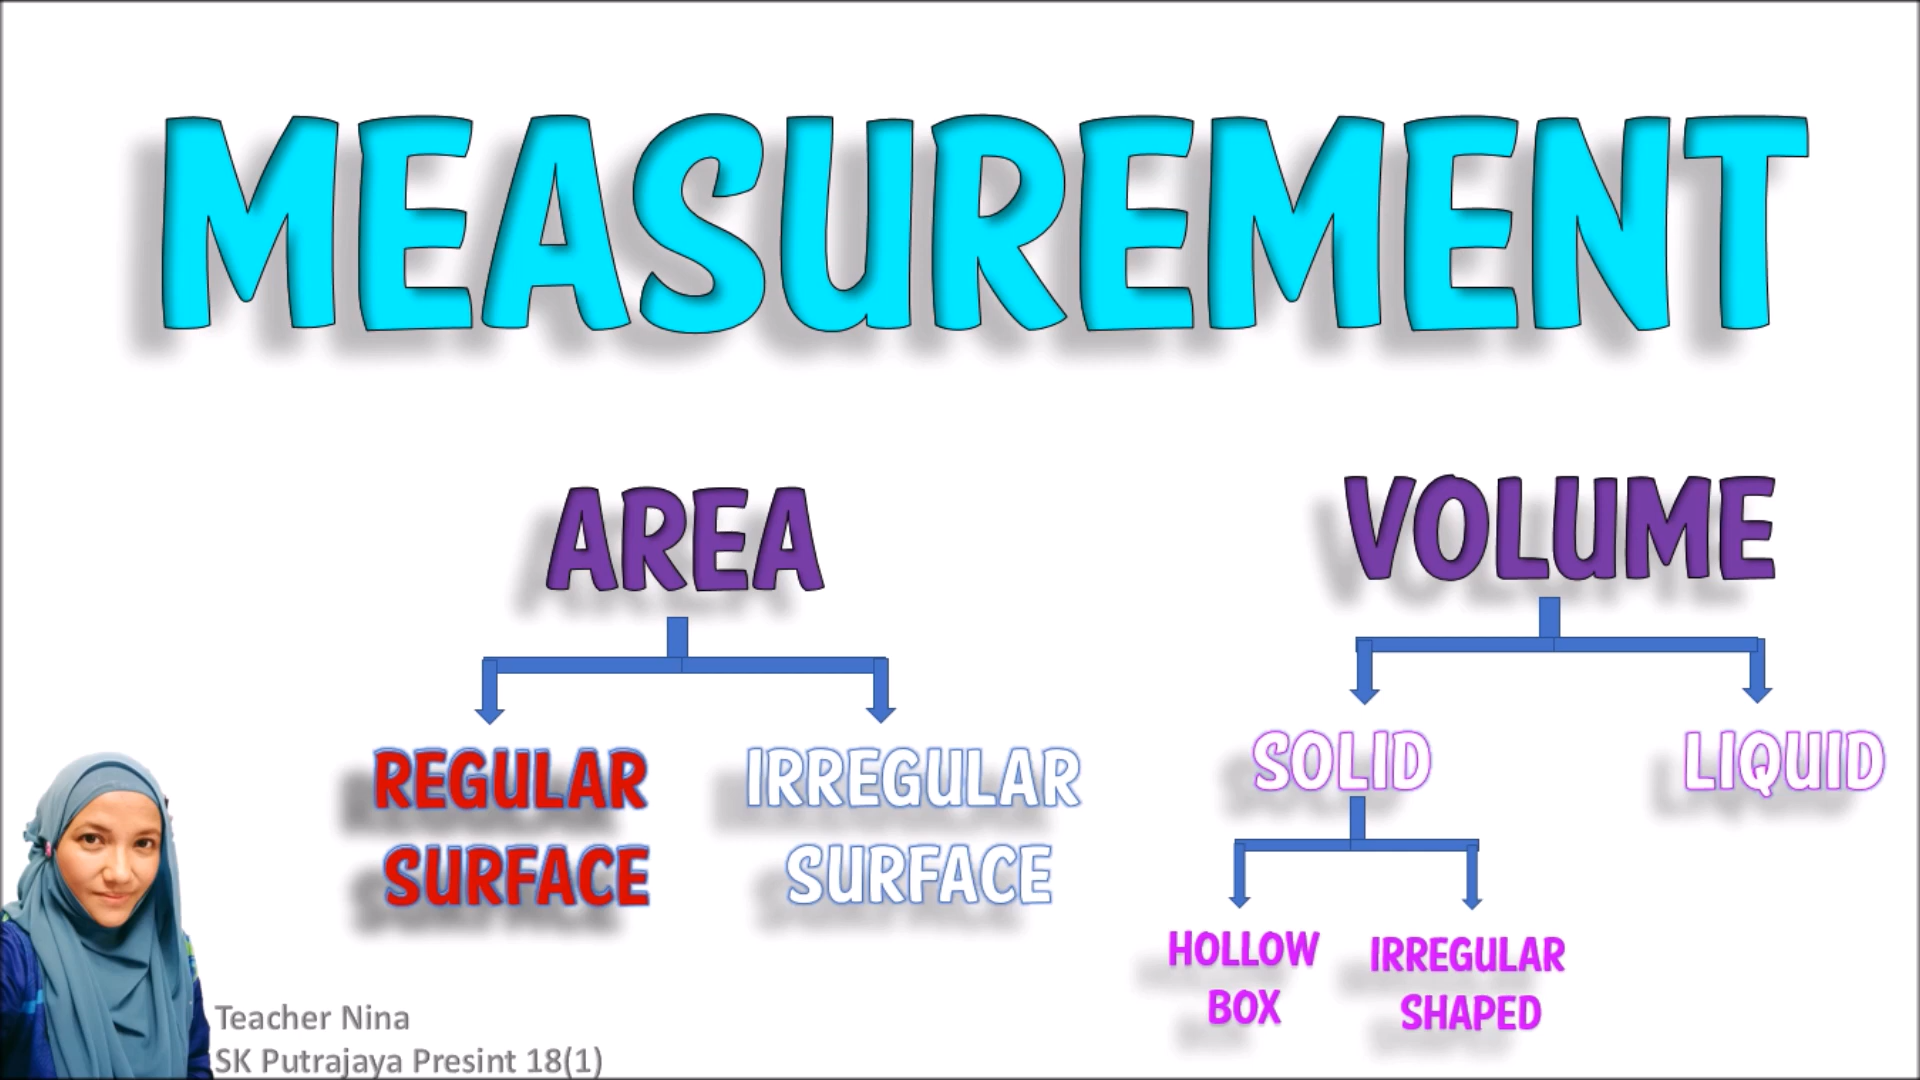 MEASUREMENT
AREA
VOLUME
REGULAR
SURFACE
IRREGULAR
SURFACE
SOLID
LIQUID
HOLLOW
BOX
IRREGULAR
SHAPED
Teacher Nina
SK Putrajaya Presint 18(1)